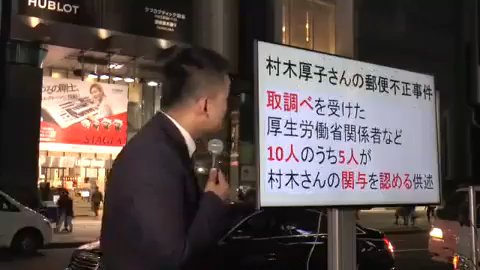 HUBLOT
村木厚子さんの郵便不正事件
取調べを受けた
厚生労働省関係者など
10人のうち5人が
村木さんの関与を認める供述